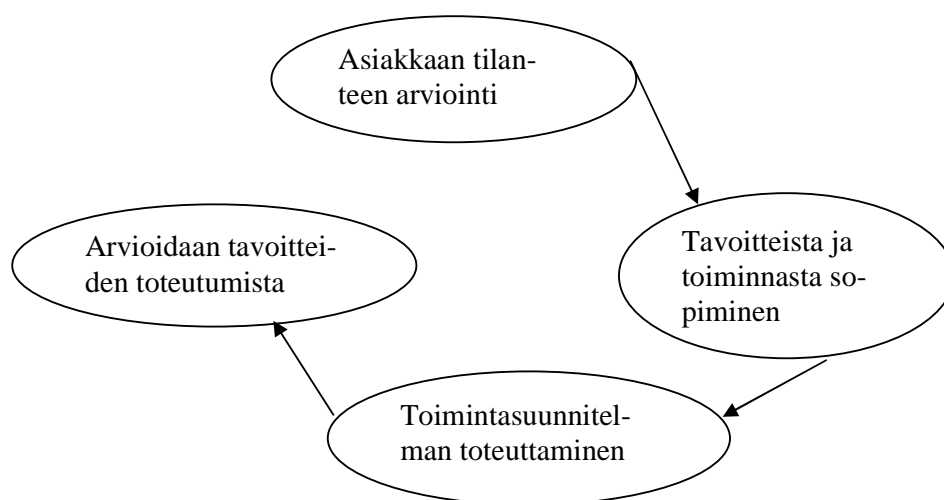 Asiakkaan tilan-
teen arviointi
Tavoitteista ja
toiminnasta so-
piminen
Toimintasuunnitel-
man toteuttaminen
Arvioidaan tavoittei-
den toteutumista